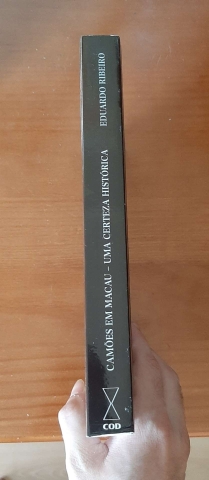 EDUARDO RIBEIRO
CAMÕES EM MACAU – UMA CERTEZA HISTÓRICA
COD